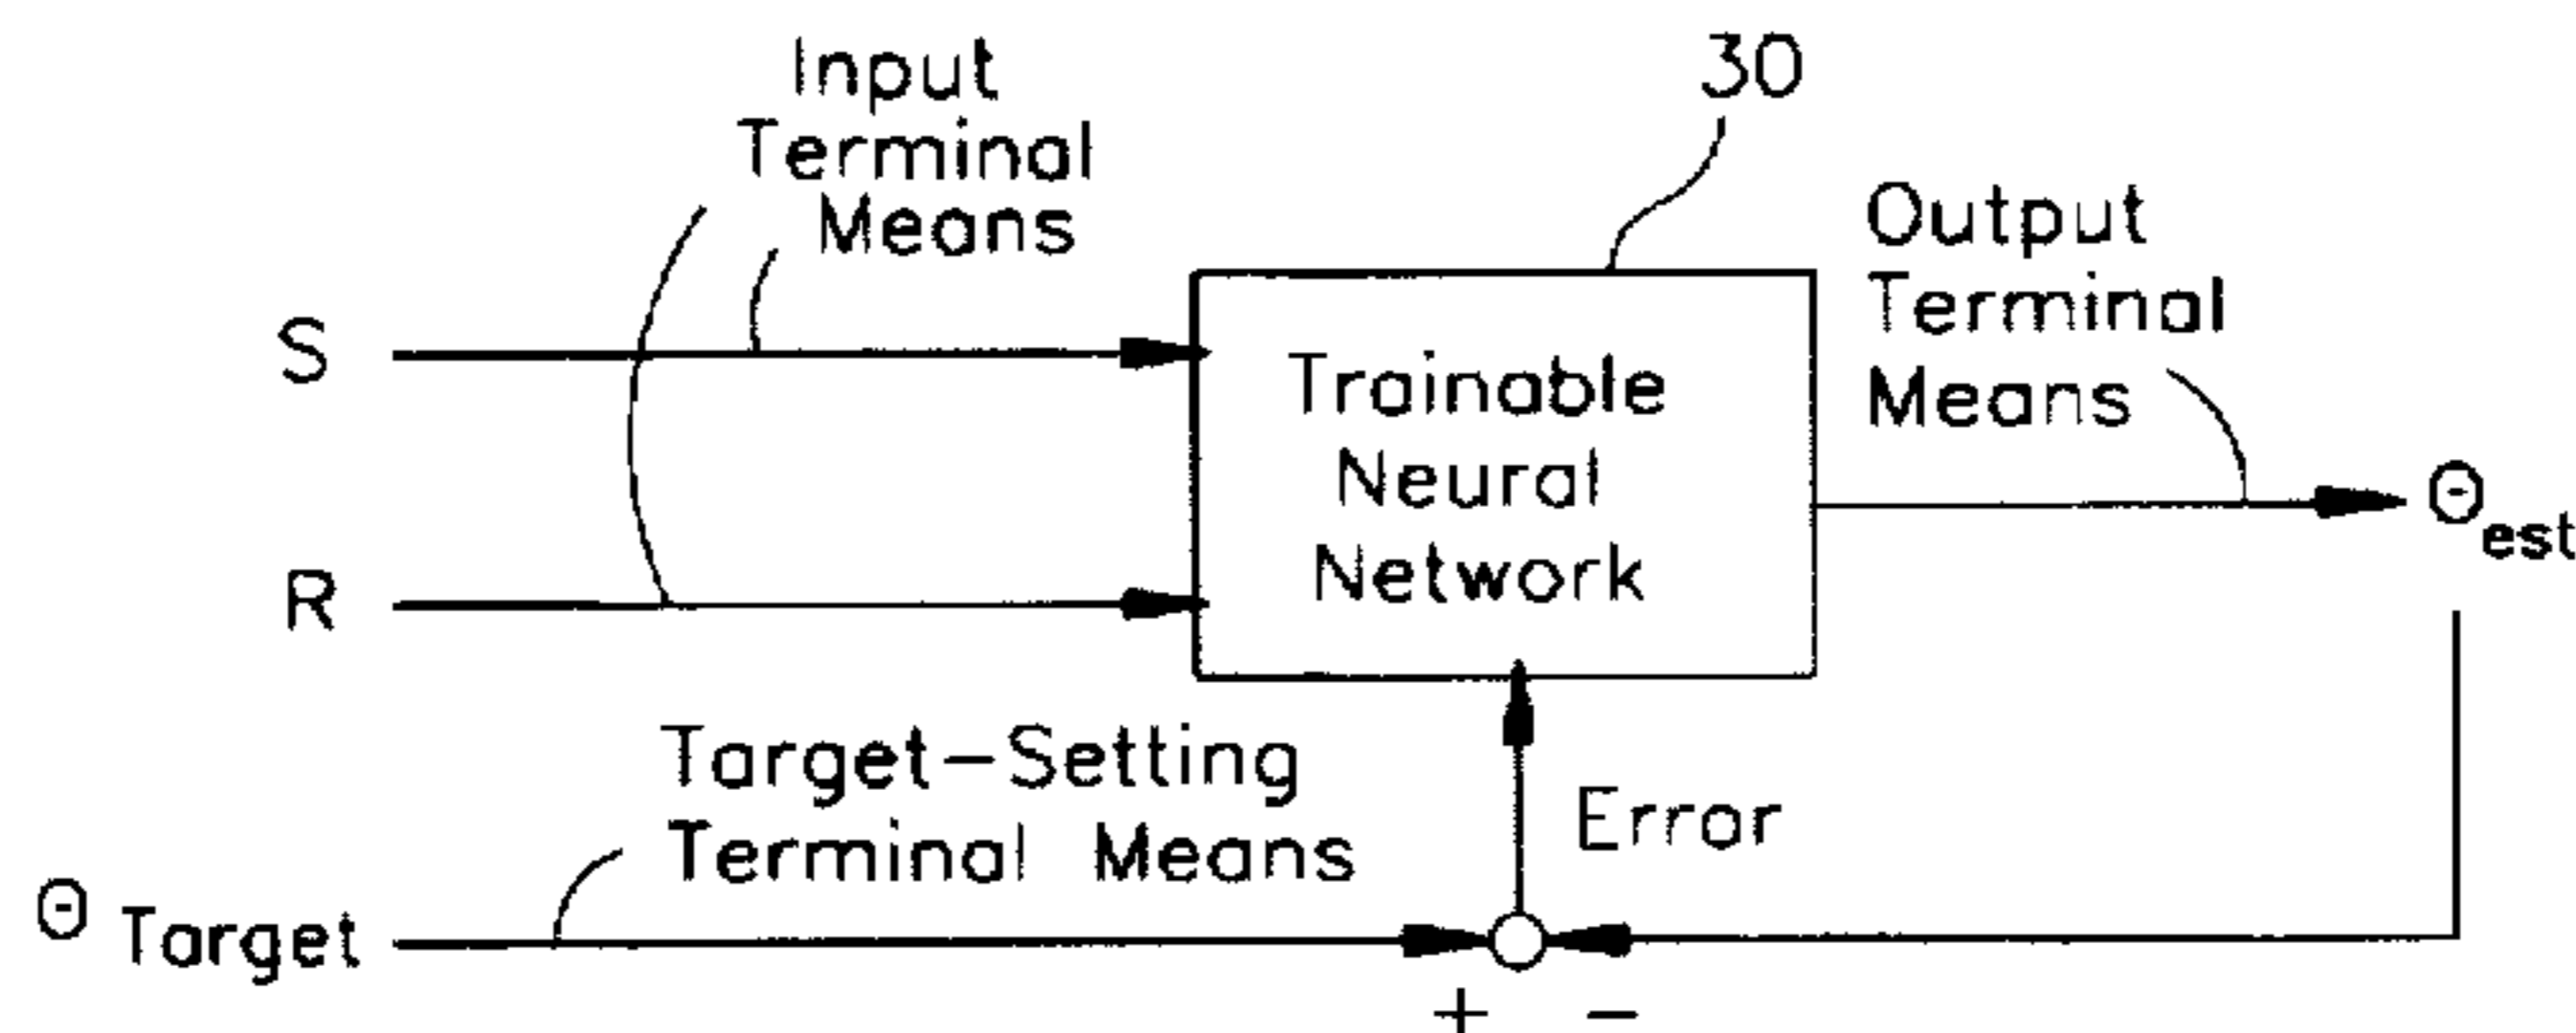 Input
Terminal
Means
30
Output
Terminal
Means
S
Trainable
Neural
Network
Θest
R
Target-Setting
Terminal Means
Error
Θ Target
+ -